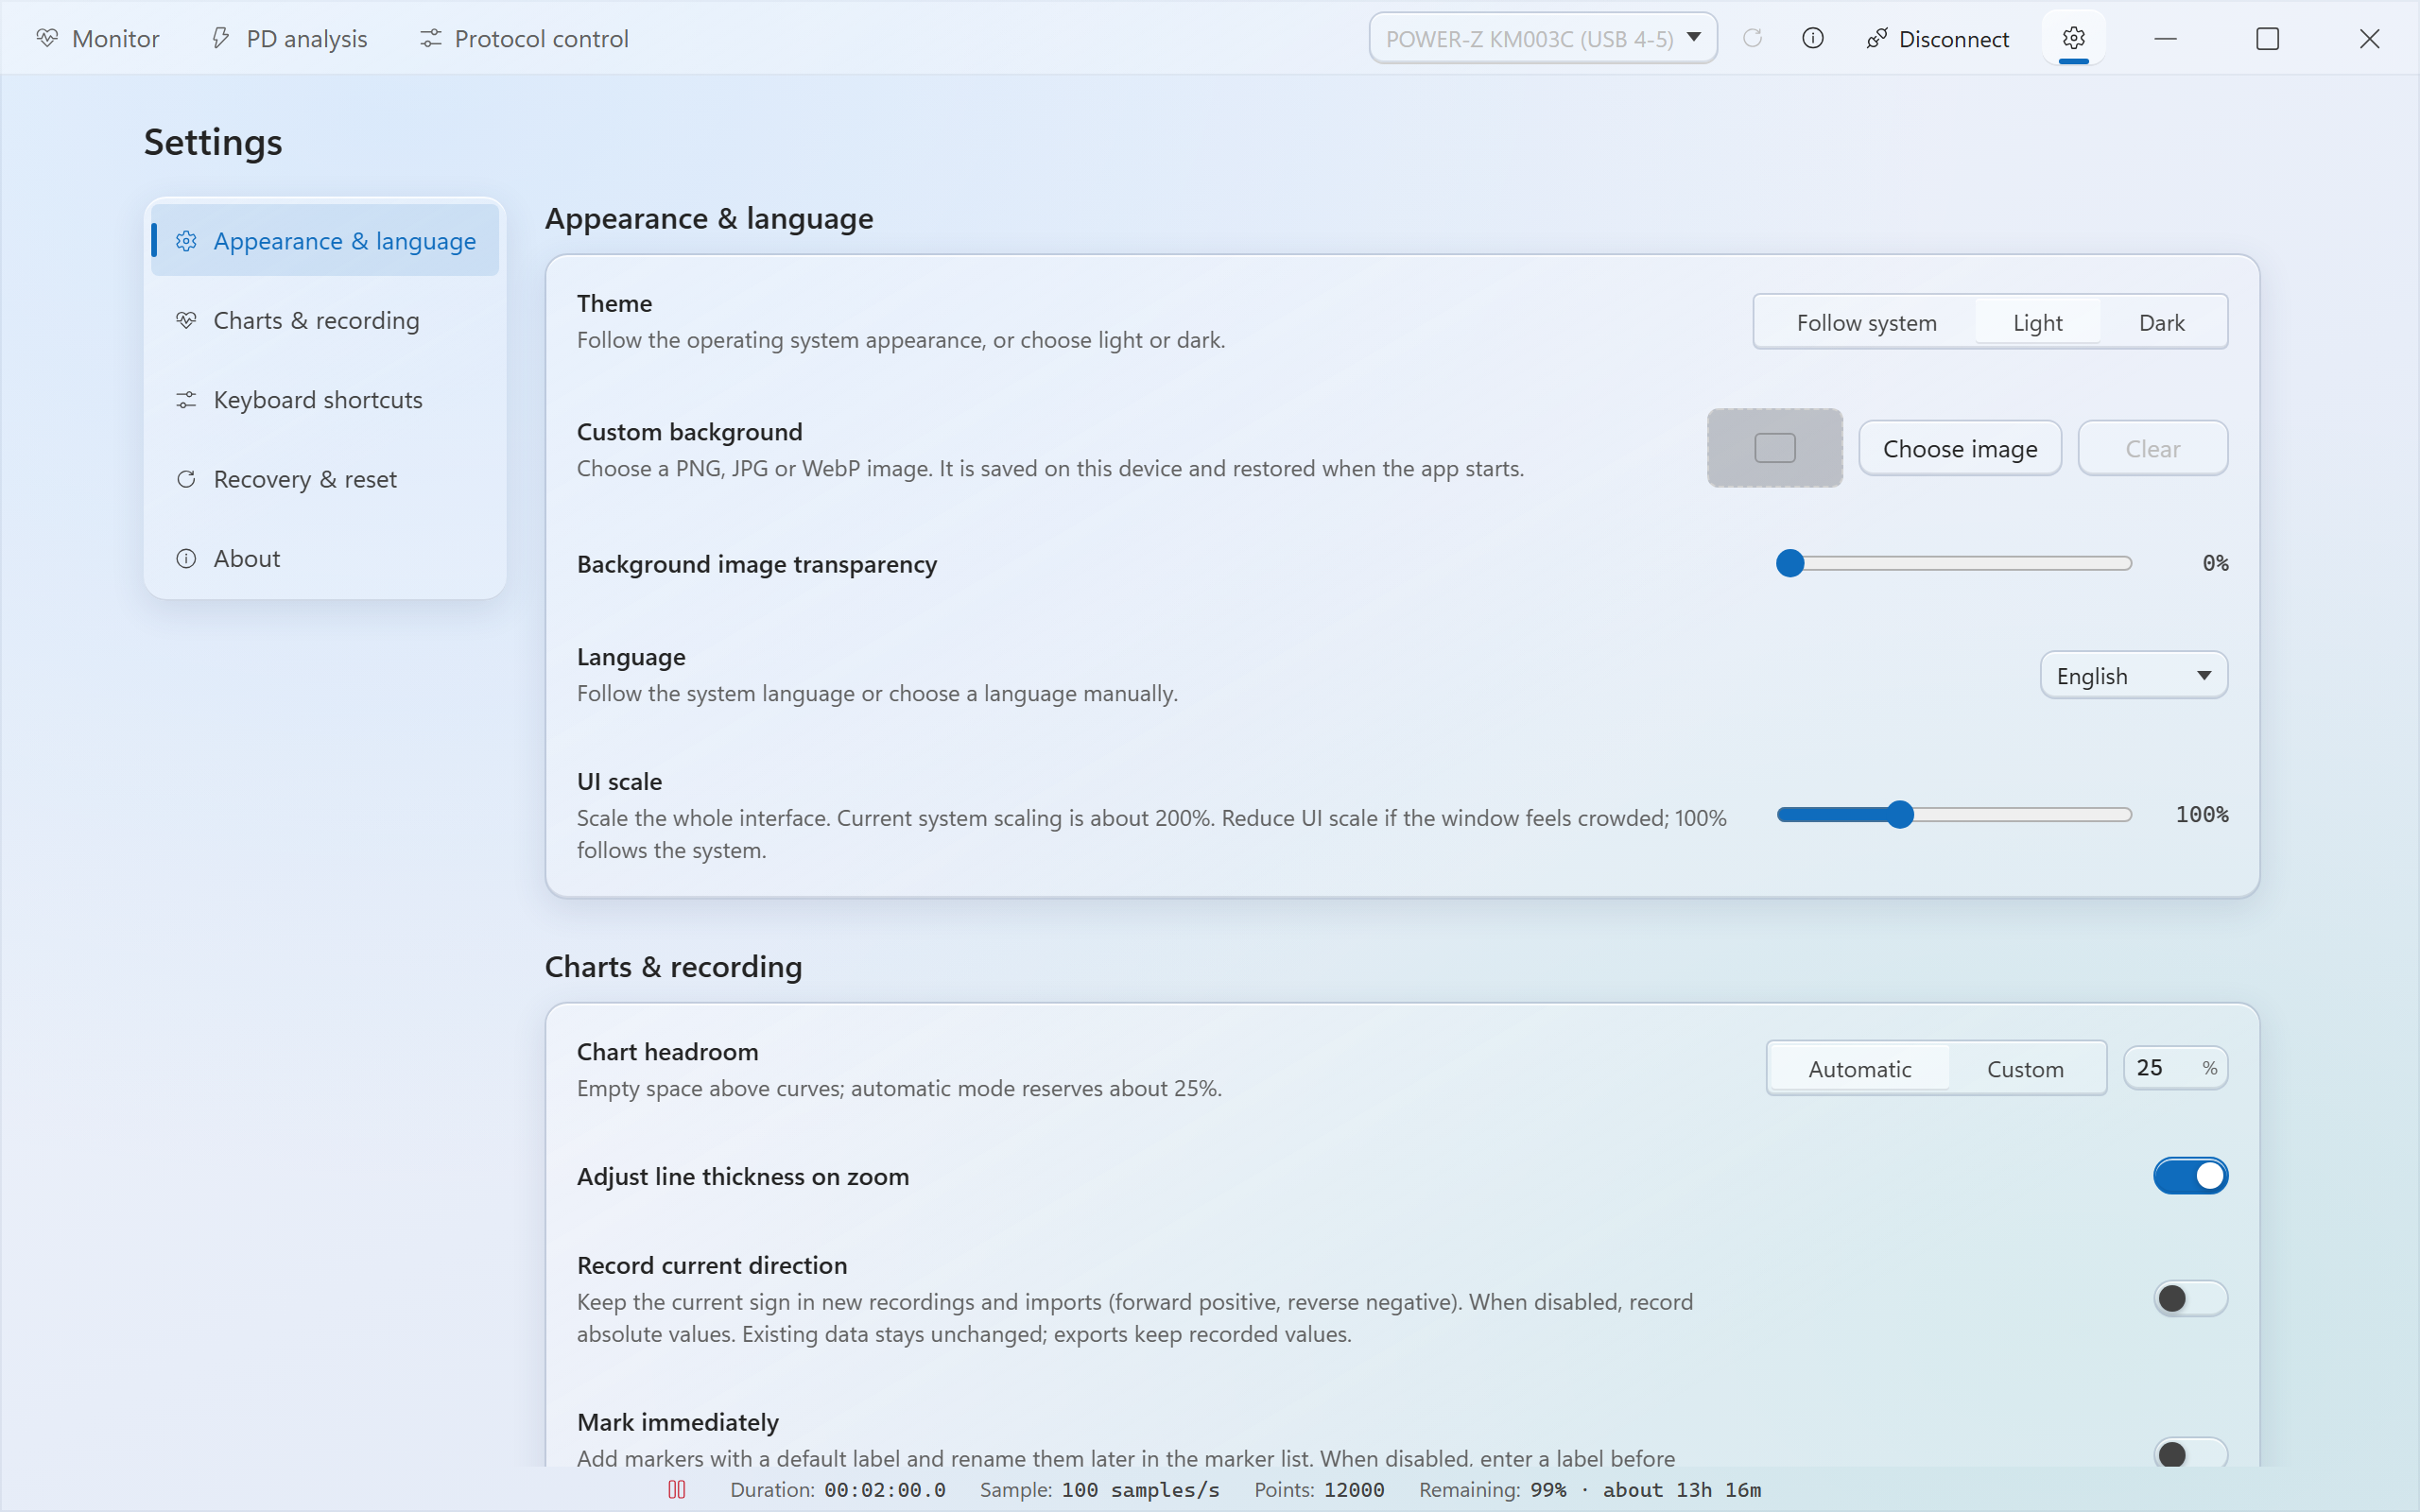 Monitor
PD analysis
Protocol control
POWER-Z KM003C (USB 4-5)
Disconnect
Settings
Appearance & language
Charts & recording
Keyboard shortcuts
Recovery & reset
About
Appearance & language
Theme
Follow the operating system appearance, or choose light or dark.
Follow system
Light
Dark
Custom background
Choose a PNG, JPG or WebP image. It is saved on this device and restored when the app starts.
Choose image
Clear
Background image transparency
0%
Language
Follow the system language or choose a language manually.
English
UI scale
Scale the whole interface. Current system scaling is about 200%. Reduce UI scale if the window feels crowded; 100%
follows the system.
100%
Charts & recording
Chart headroom
Empty space above curves; automatic mode reserves about 25%.
Automatic
Custom
25 %
Adjust line thickness on zoom
Record current direction
Keep the current sign in new recordings and imports (forward positive, reverse negative). When disabled, record
absolute values. Existing data stays unchanged; exports keep recorded values.
Mark immediately
Add markers with a default label and rename them later in the marker list. When disabled, enter a label before
Duration: 00:02:00.0
Sample: 100 samples/s
Points: 12000
Remaining: 99% · about 13h 16m